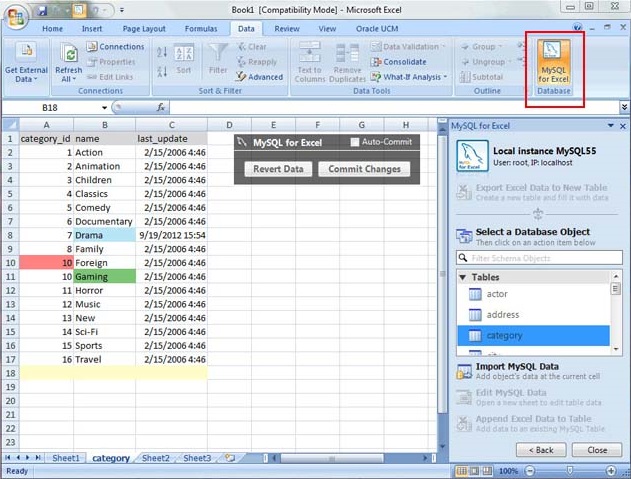 Book1 [Compatibility Mode] - Microsoft Excel
Home Insert Page Layout Formulas Data Review View Oracle UCM
Get External Data
Refresh All
Connections
Properties
Edit Links
Connections
Sort
Filter
Clear
Reapply
Advanced
Sort & Filter
Text to Columns
Remove Duplicates
Data Validation
Consolidate
What-If Analysis
Data Tools
Group
Ungroup
Subtotal
Outline
MySQL for Excel
Database
B18 fx
A B C D E F G H
1 category_id name last_update
2 1 Action 2/15/2006 4:46
3 2 Animation 2/15/2006 4:46
4 3 Children 2/15/2006 4:46
5 4 Classics 2/15/2006 4:46
6 5 Comedy 2/15/2006 4:46
7 6 Documentary 2/15/2006 4:46
8 7 Drama 9/19/2012 15:54
9 8 Family 2/15/2006 4:46
10 10 Foreign 2/15/2006 4:46
11 10 Gaming 2/15/2006 4:46
12 11 Horror 2/15/2006 4:46
13 12 Music 2/15/2006 4:46
14 13 New 2/15/2006 4:46
15 14 Sci-Fi 2/15/2006 4:46
16 15 Sports 2/15/2006 4:46
17 16 Travel 2/15/2006 4:46
18
19
20
21
22
23
MySQL for Excel Auto-Commit
Revert Data Commit Changes
MySQL for Excel
Local instance MySQL55
User: root, IP: localhost
Export Excel Data to New Table
Create a new table and fill it with data
Select a Database Object
Then click on an action item below
Filter Schema Objects
Tables
actor
address
category
Import MySQL Data
Add object's data at the current cell
Edit MySQL Data
Open a new sheet to edit table data
Append Excel Data to Table
Add data to an existing MySQL Table
< Back Close
Sheet1 category Sheet2 Sheet3
Ready 100%